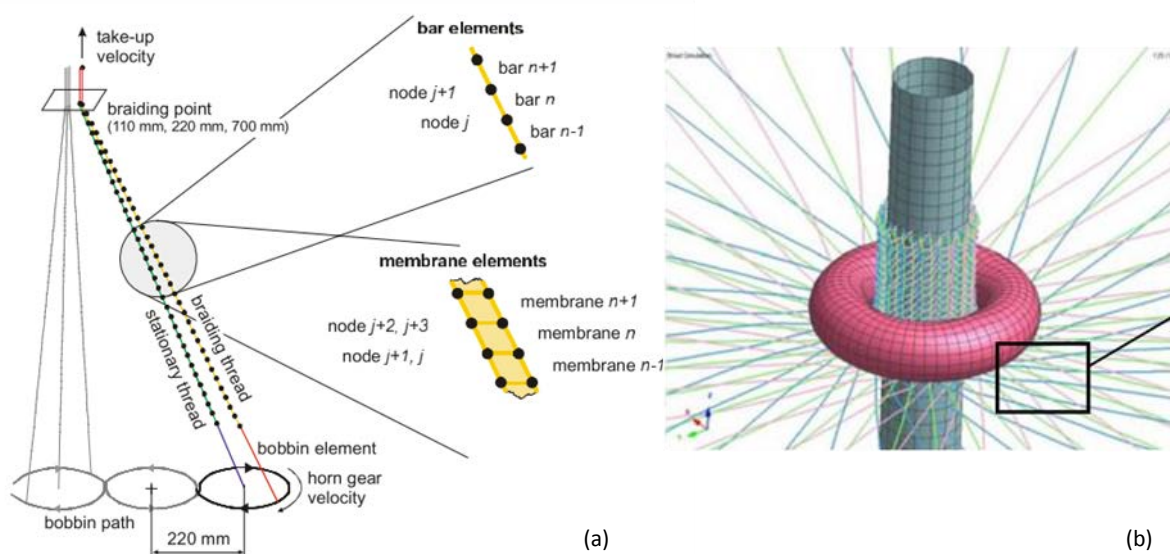 take-up
velocity
braiding point
(110 mm, 220 mm, 700 mm)
bar elements
bar n+1
node j+1
bar n
node j
bar n-1
membrane elements
membrane n+1
node j+2, j+3
membrane n
node j+1, j
membrane n-1
braiding thread
stationary thread
bobbin element
horn gear
velocity
bobbin path
220 mm
(a)
(b)